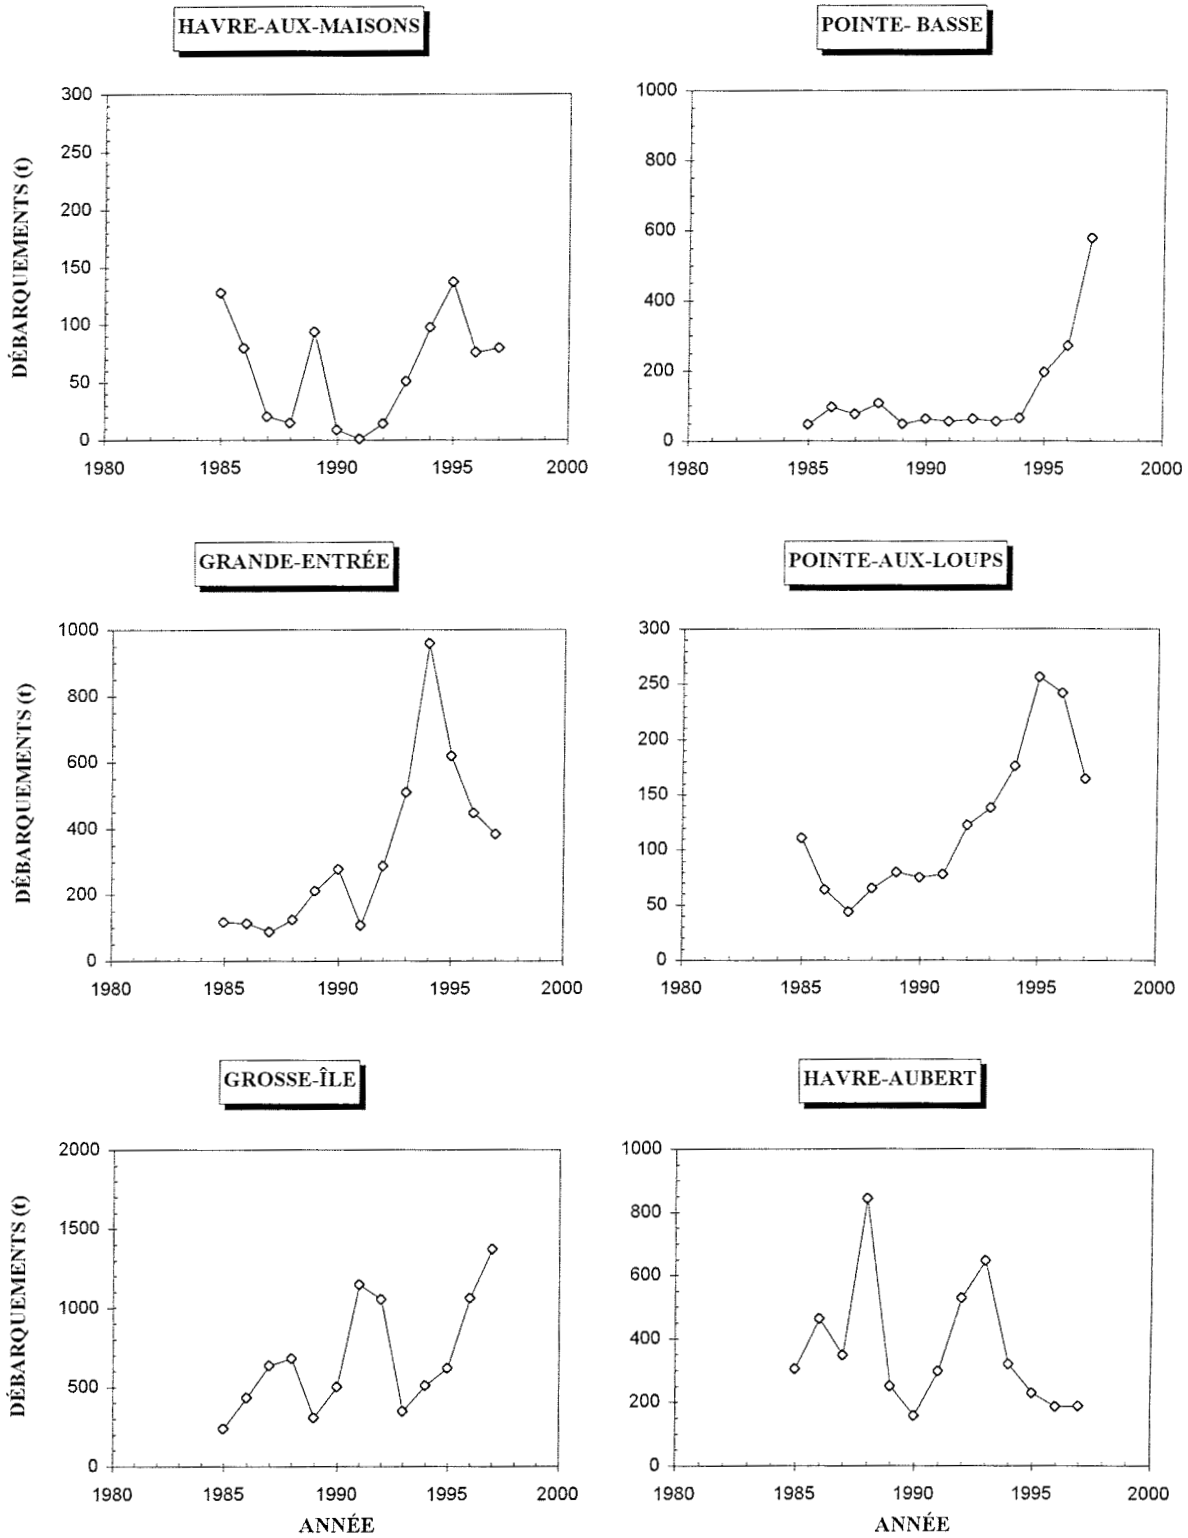 HAVRE-AUX-MAISONS
DÉBARQUEMENTS (t)
300
250
200
150
100
50
0
1980 1985 1990 1995 2000
POINTE- BASSE
1000
800
600
400
200
0
1980 1985 1990 1995 2000
GRANDE-ENTRÉE
DÉBARQUEMENTS (t)
1000
800
600
400
200
0
1980 1985 1990 1995 2000
POINTE-AUX-LOUPS
300
250
200
150
100
50
0
1980 1985 1990 1995 2000
GROSSE-ÎLE
DÉBARQUEMENTS (t)
2000
1500
1000
500
0
1980 1985 1990 1995 2000
ANNÉE
HAVRE-AUBERT
1000
800
600
400
200
0
1980 1985 1990 1995 2000
ANNÉE